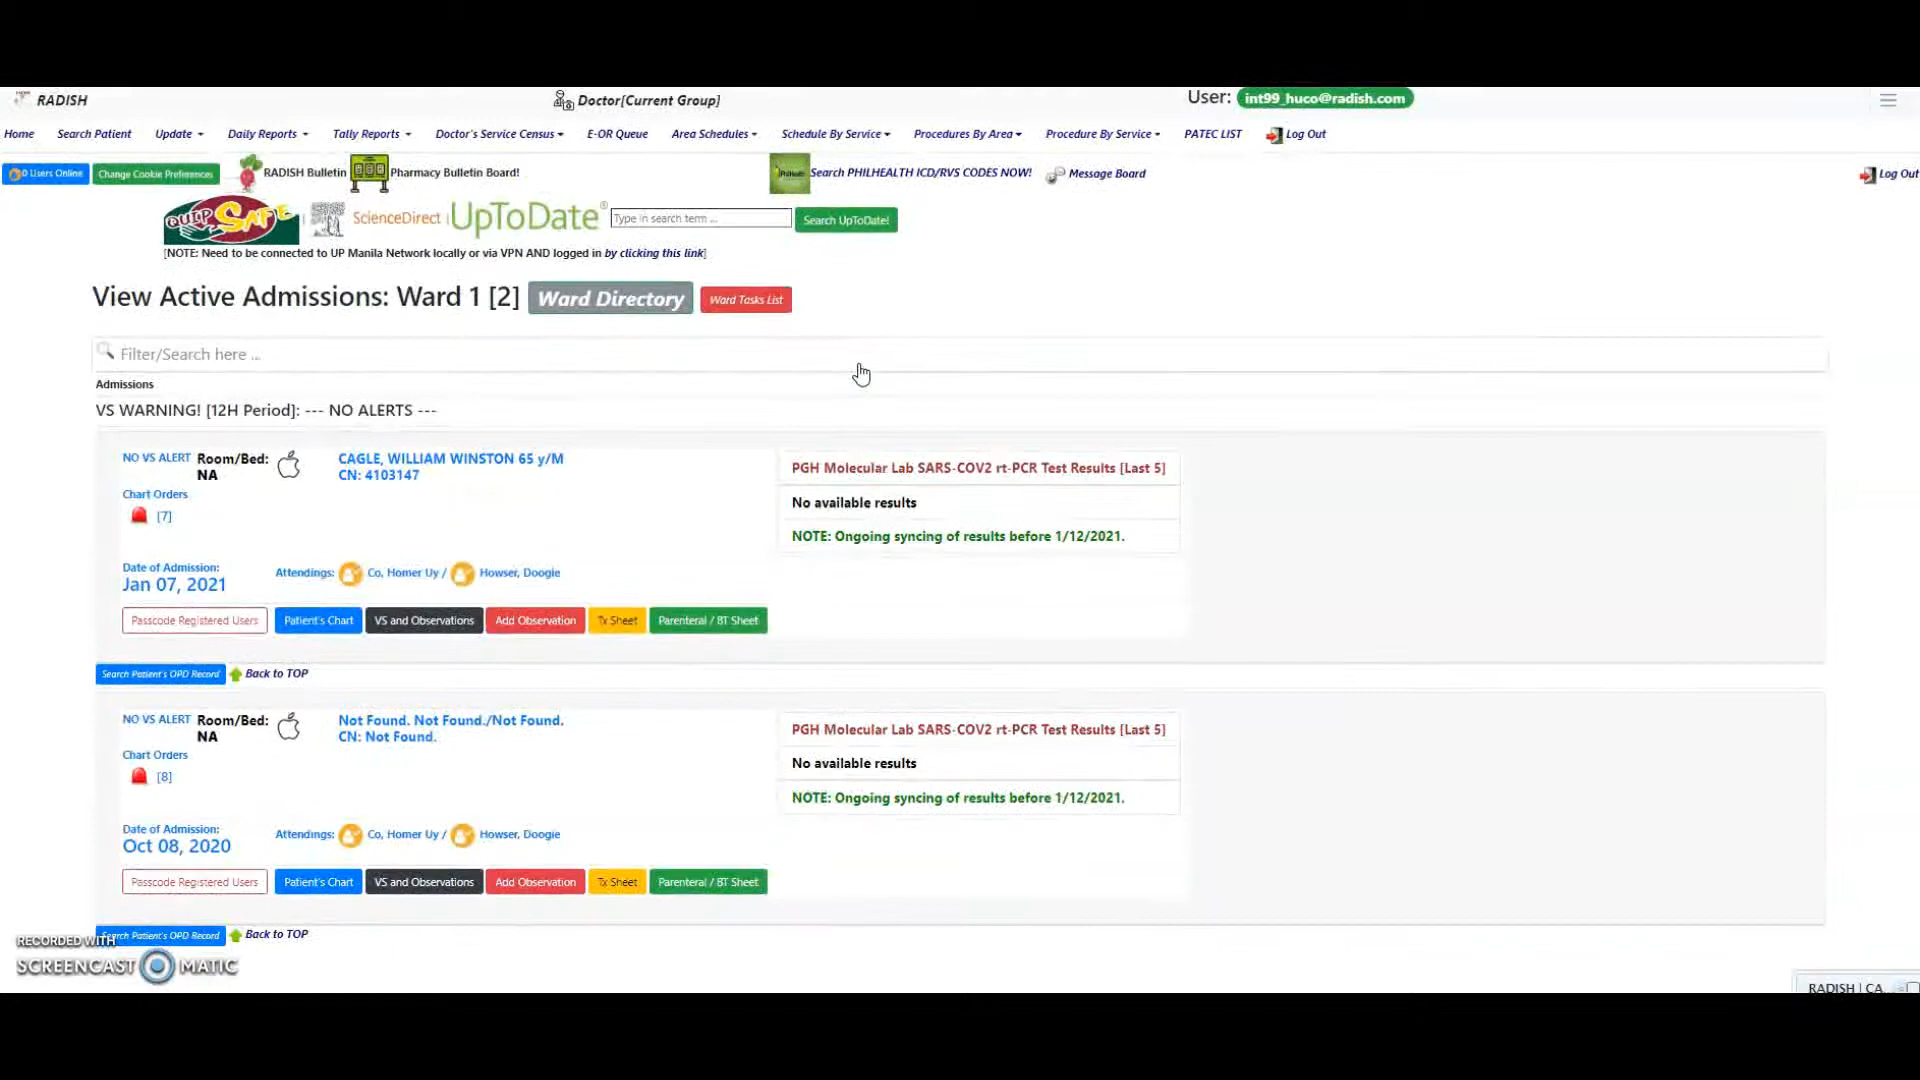 RADISH
Doctor[Current Group]
User: int99_huco@radish.com
Home Search Patient Update Daily Reports Tally Reports Doctor's Service Census E-OR Queue Area Schedules Schedule By Service Procedures By Area Procedure By Service PATEC LIST Log Out
0 Users Online Change Cookie Preferences RADISH Bulletin Pharmacy Bulletin Board! Search PHILHEALTH ICD/RVS CODES NOW! Message Board Log Out
QUIP SAFE ScienceDirect | UpToDate® Type in search term ... Search UpToDate!
[NOTE: Need to be connected to UP Manila Network locally or via VPN AND logged in by clicking this link]
View Active Admissions: Ward 1 [2] Ward Directory Ward Tasks List
Filter/Search here ...
Admissions
VS WARNING! [12H Period]: --- NO ALERTS ---
NO VS ALERT Room/Bed: NA
CAGLE, WILLIAM WINSTON 65 y/M
CN: 4103147
Chart Orders
[7]
PGH Molecular Lab SARS-COV2 rt-PCR Test Results [Last 5]
No available results
NOTE: Ongoing syncing of results before 1/12/2021.
Date of Admission:
Jan 07, 2021
Attendings: Co, Homer Uy / Howser, Doogie
Passcode Registered Users Patient's Chart VS and Observations Add Observation Tx Sheet Parenteral / BT Sheet
Search Patient's OPD Record Back to TOP
NO VS ALERT Room/Bed: NA
Not Found. Not Found./Not Found.
CN: Not Found.
Chart Orders
[8]
PGH Molecular Lab SARS-COV2 rt-PCR Test Results [Last 5]
No available results
NOTE: Ongoing syncing of results before 1/12/2021.
Date of Admission:
Oct 08, 2020
Attendings: Co, Homer Uy / Howser, Doogie
Passcode Registered Users Patient's Chart VS and Observations Add Observation Tx Sheet Parenteral / BT Sheet
Search Patient's OPD Record Back to TOP
RECORDED WITH
SCREENCAST MATIC
RADISH | CA